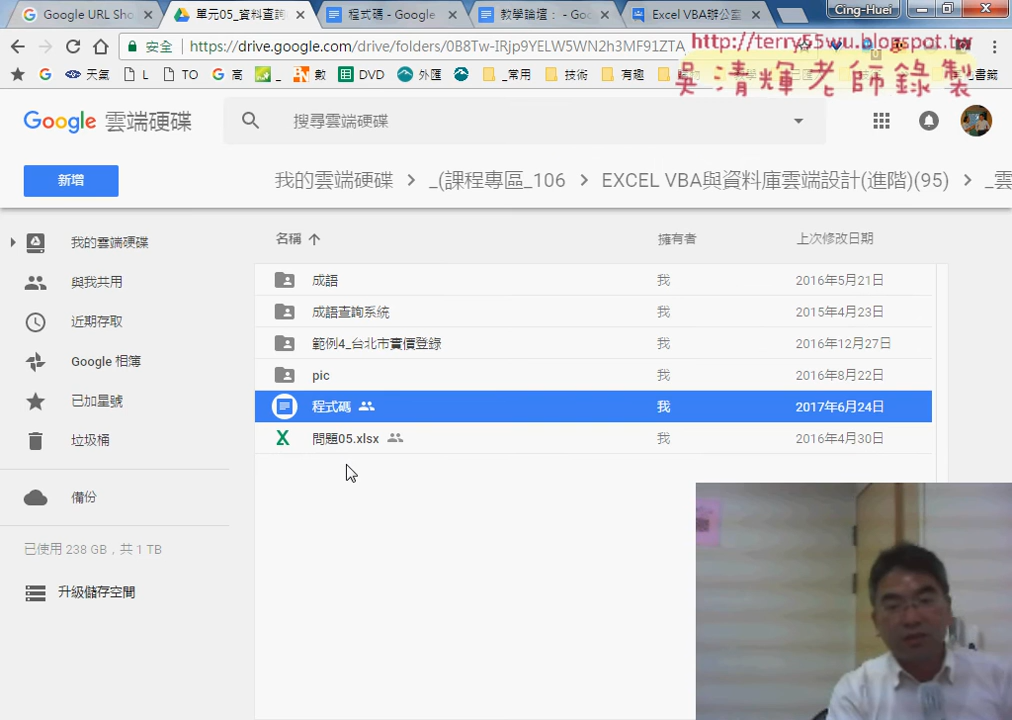 Google URL Sho
單元05_資料查詢
程式碼 - Google
教學論壇： - God
Excel VBA辦公室
Cing-Huei
安全
https://drive.google.com/drive/folders/0B8Tw-IRjp9YELW5WN2h3MF91ZTA
http://terry55wu.blogspot.tw
吳清輝老師錄製
天氣
L
TO
高
_
數
DVD
外匯
_常用
技術
有趣
Google 雲端硬碟
搜尋雲端硬碟
新增
我的雲端硬碟 > _(課程專區_106 > EXCEL VBA與資料庫雲端設計(進階)(95) > _雲
名稱
擁有者
上次修改日期
我的雲端硬碟
與我共用
近期存取
Google 相簿
已加星號
垃圾桶
備份
已使用 238 GB，共 1 TB
升級儲存空間
成語 我 2016年5月21日
成語查詢系統 我 2015年4月23日
範例4_台北市實價登錄 我 2016年12月27日
pic 我 2016年8月22日
程式碼 我 2017年6月24日
問題05.xlsx 我 2016年4月30日